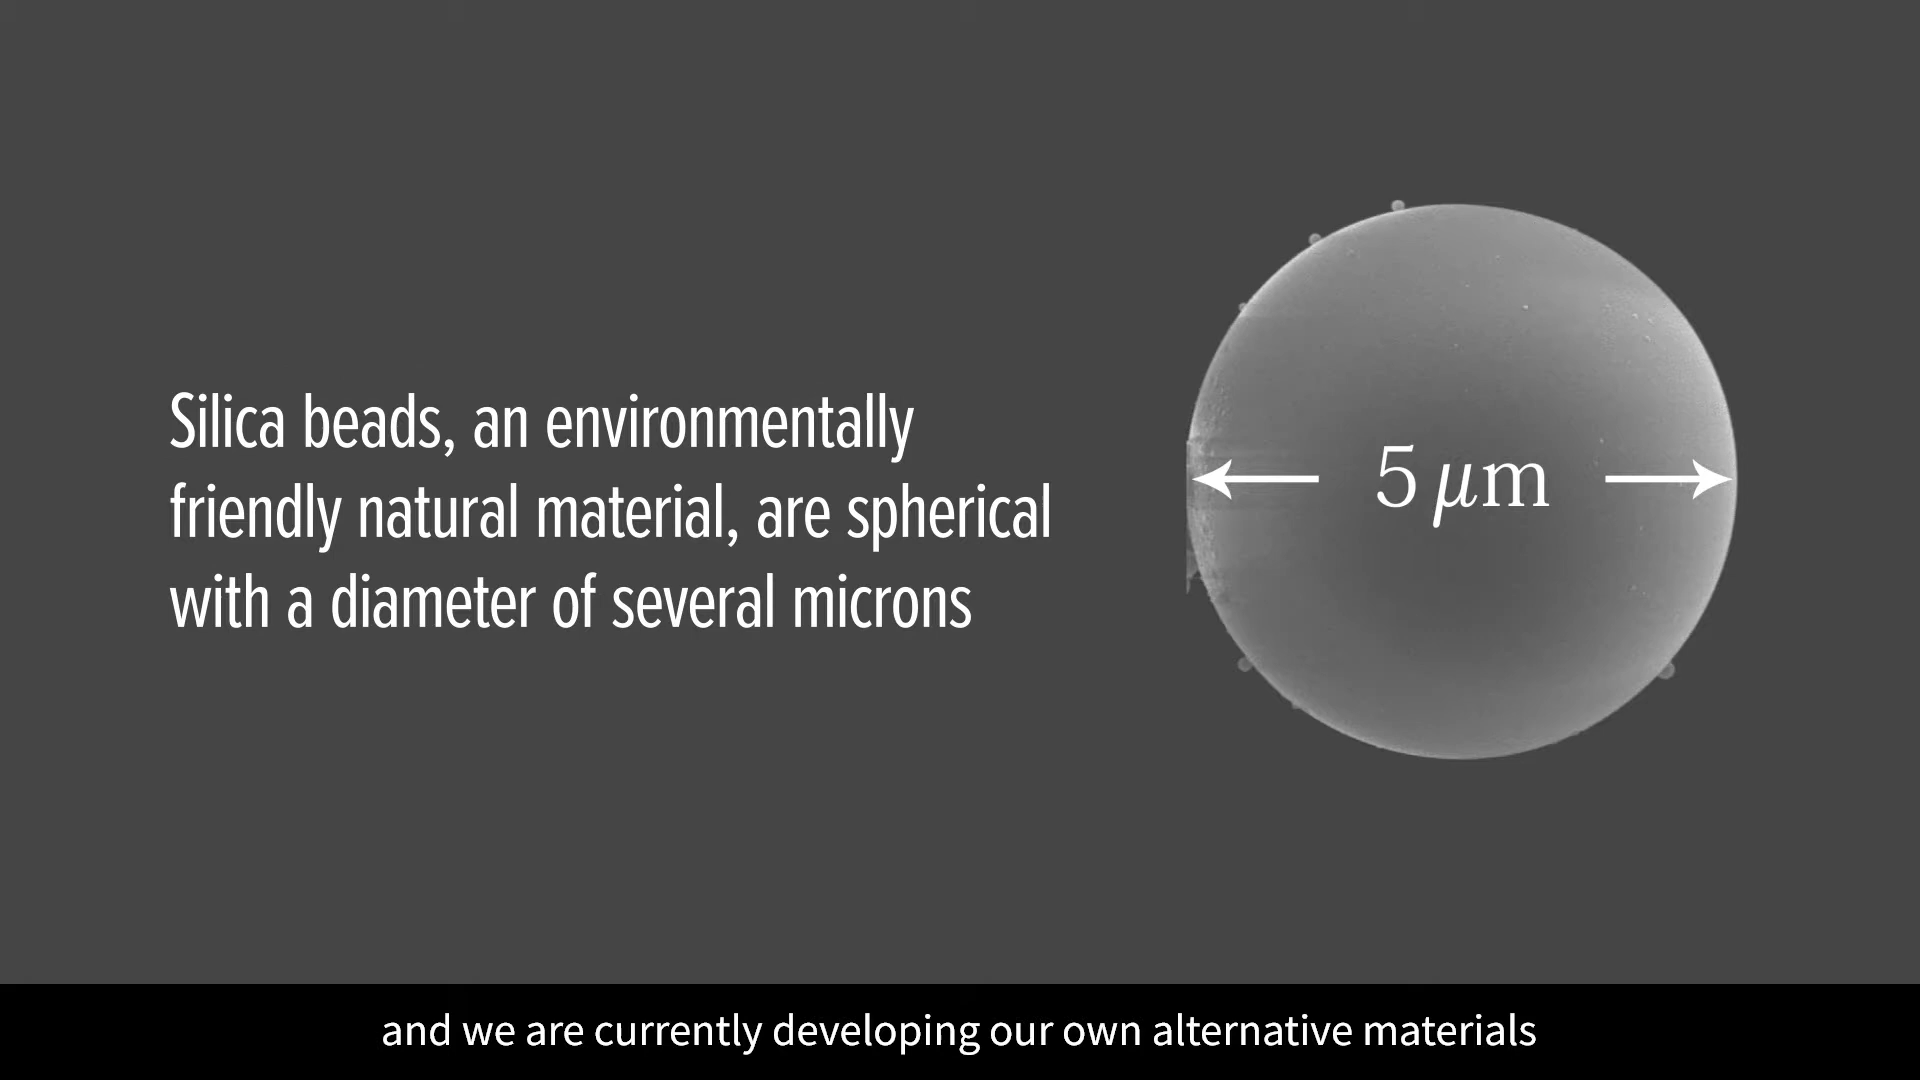 Silica beads, an environmentally
friendly natural material, are spherical
with a diameter of several microns
5 μm
and we are currently developing our own alternative materials